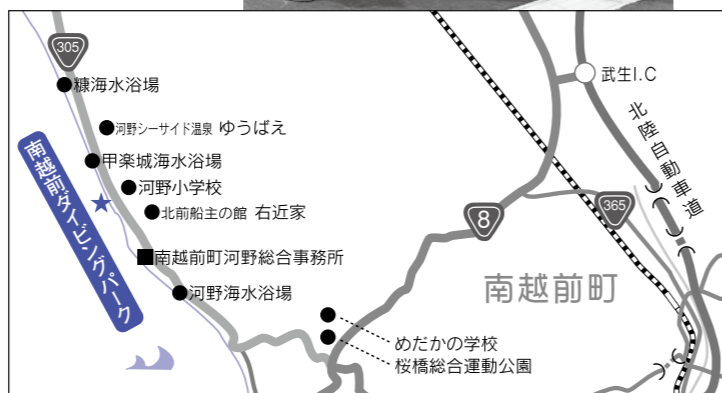 305
糠海水浴場
河野シーサイド温泉 ゆうばえ
甲楽城海水浴場
河野小学校
北前船主の館 右近家
南越前ダイビングパーク
南越前町河野総合事務所
河野海水浴場
武生I.C
北陸自動車道
365
8
南越前町
めだかの学校
桜橋総合運動公園